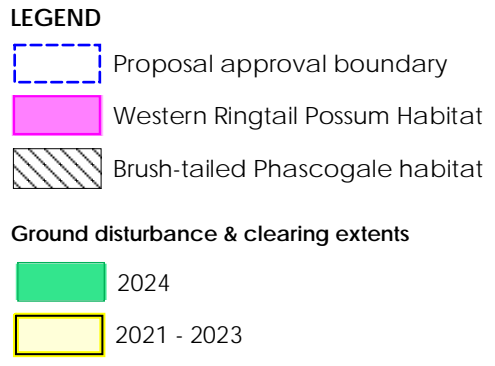 LEGEND
Proposal approval boundary
Western Ringtail Possum Habitat
Brush-tailed Phascogale habitat
Ground disturbance & clearing extents
2024
2021 - 2023